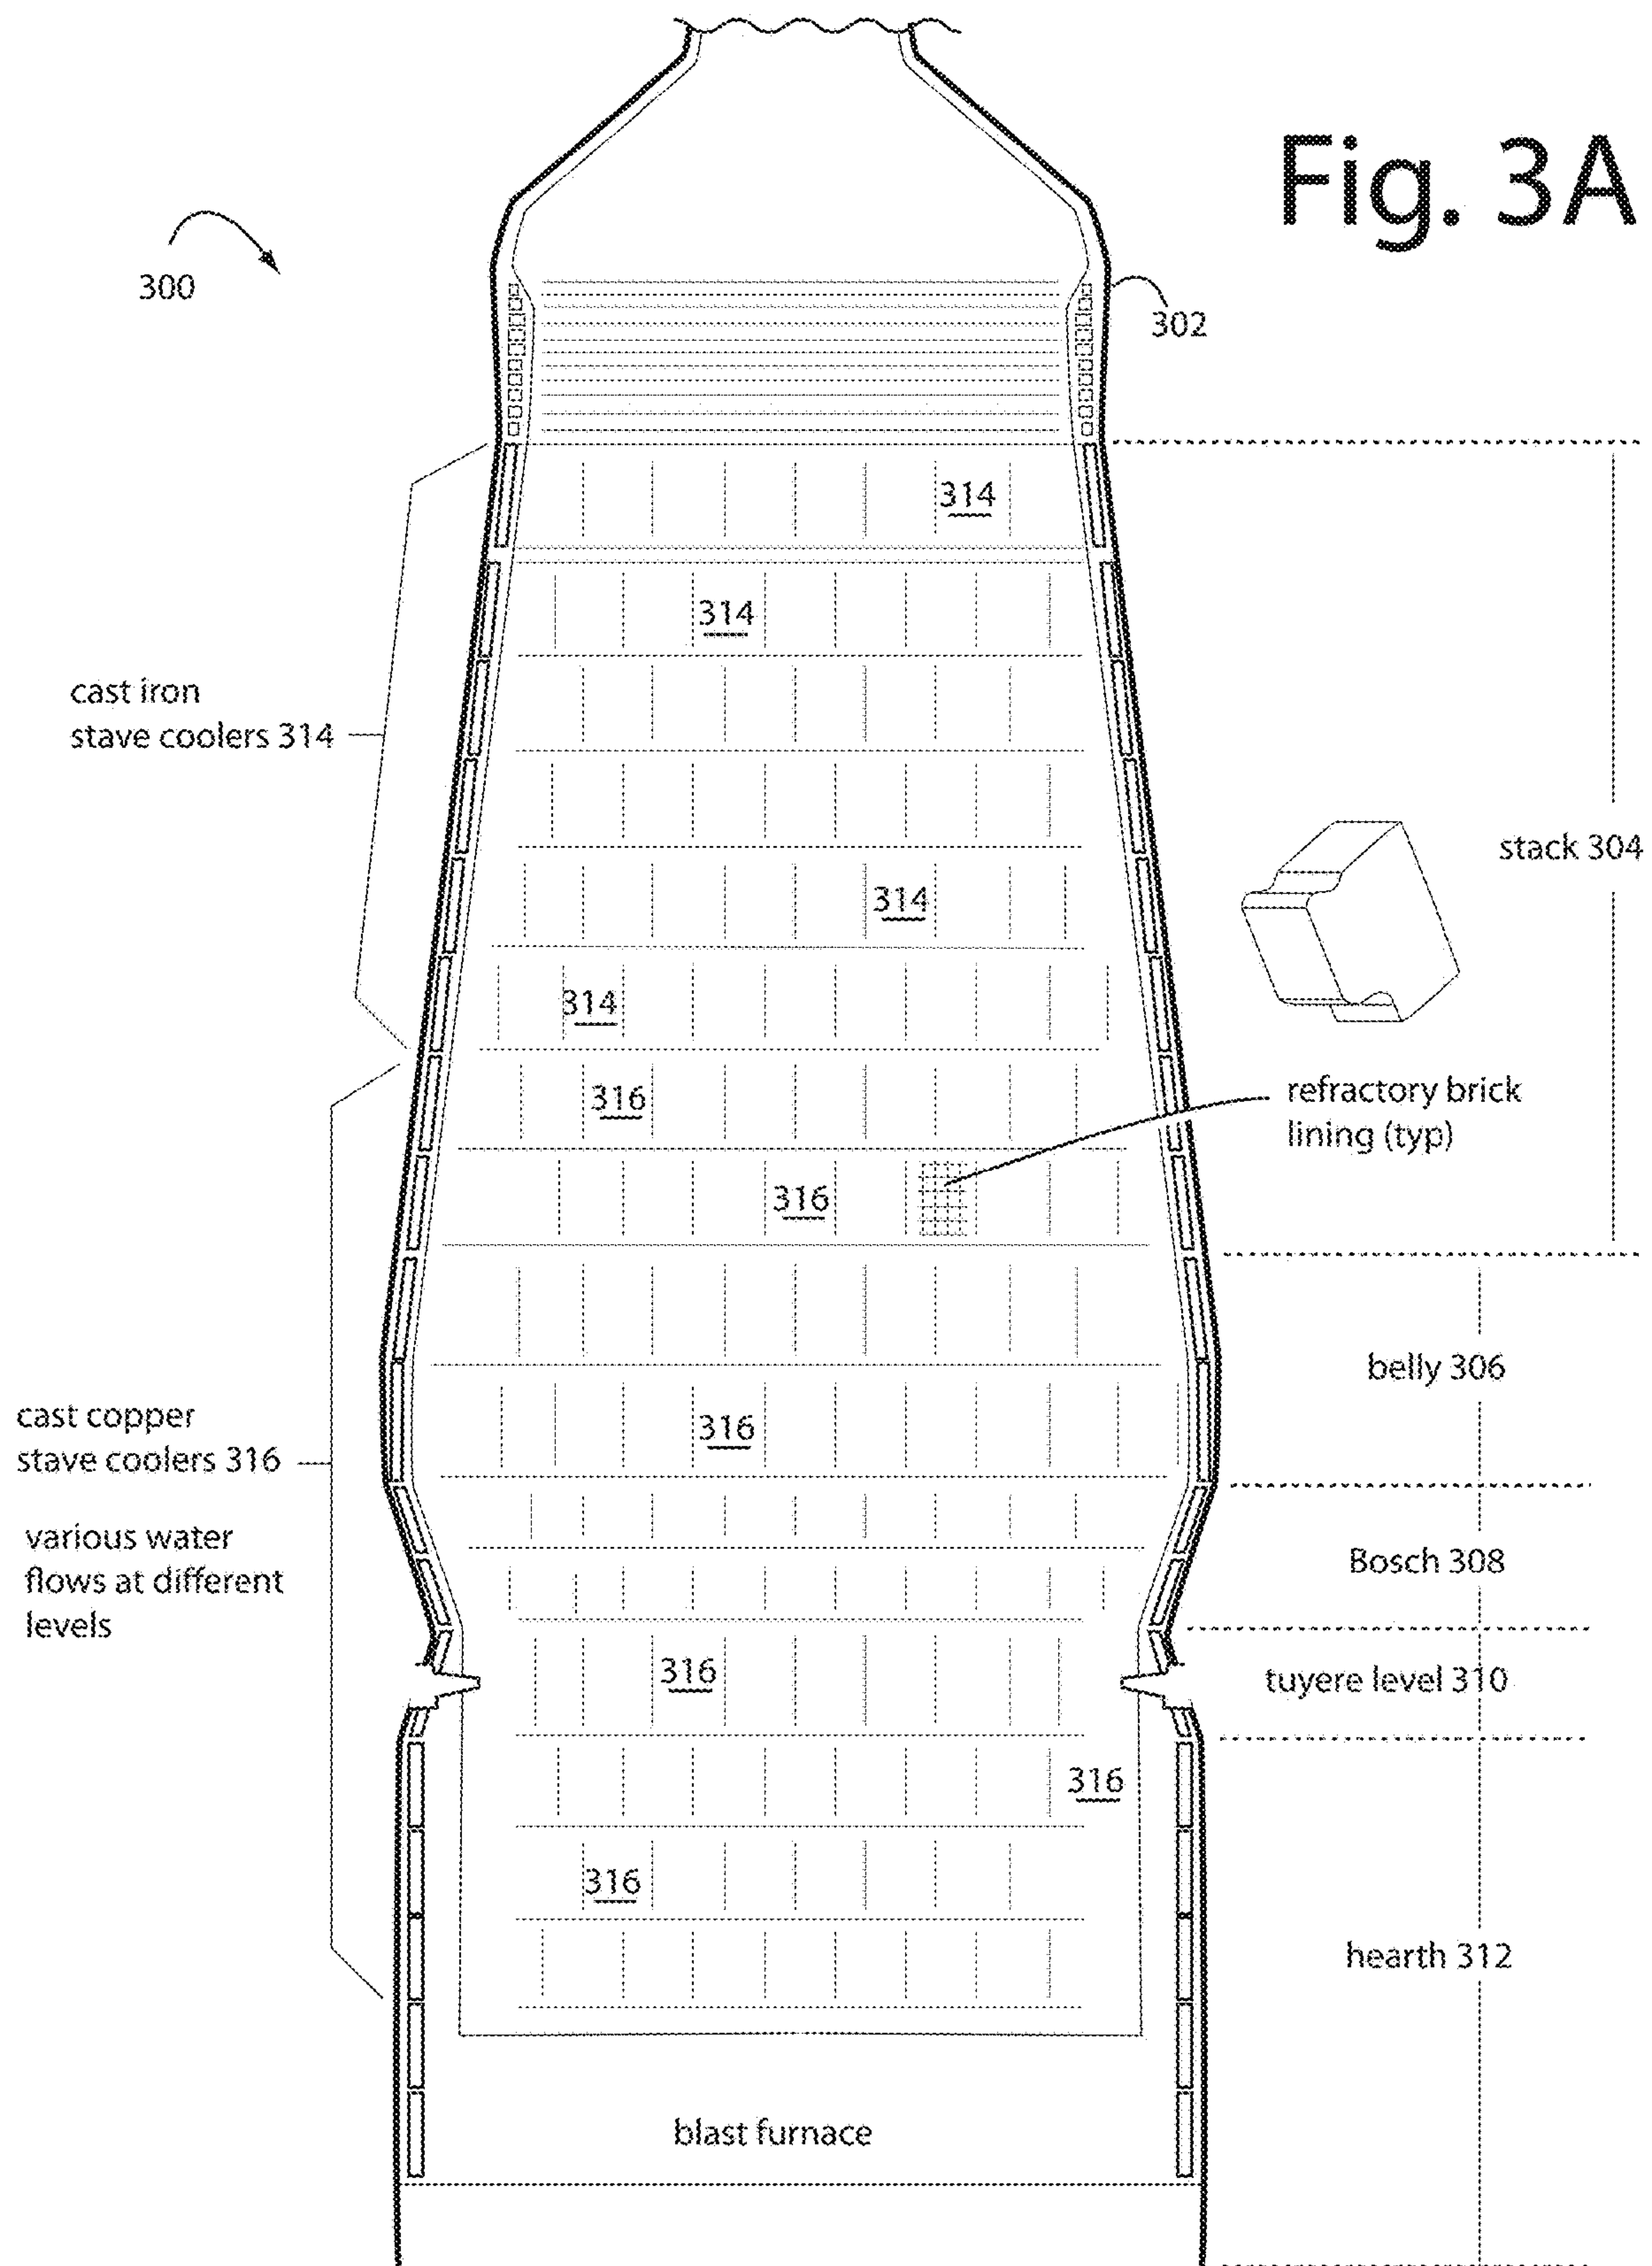 Fig. 3A
300
302
314
314
cast iron
stave coolers 314
stack 304
314
314
316
refractory brick
lining (typ)
316
belly 306
cast copper
stave coolers 316
316
various water
flows at different
levels
Bosch 308
316
tuyere level 310
316
316
hearth 312
blast furnace